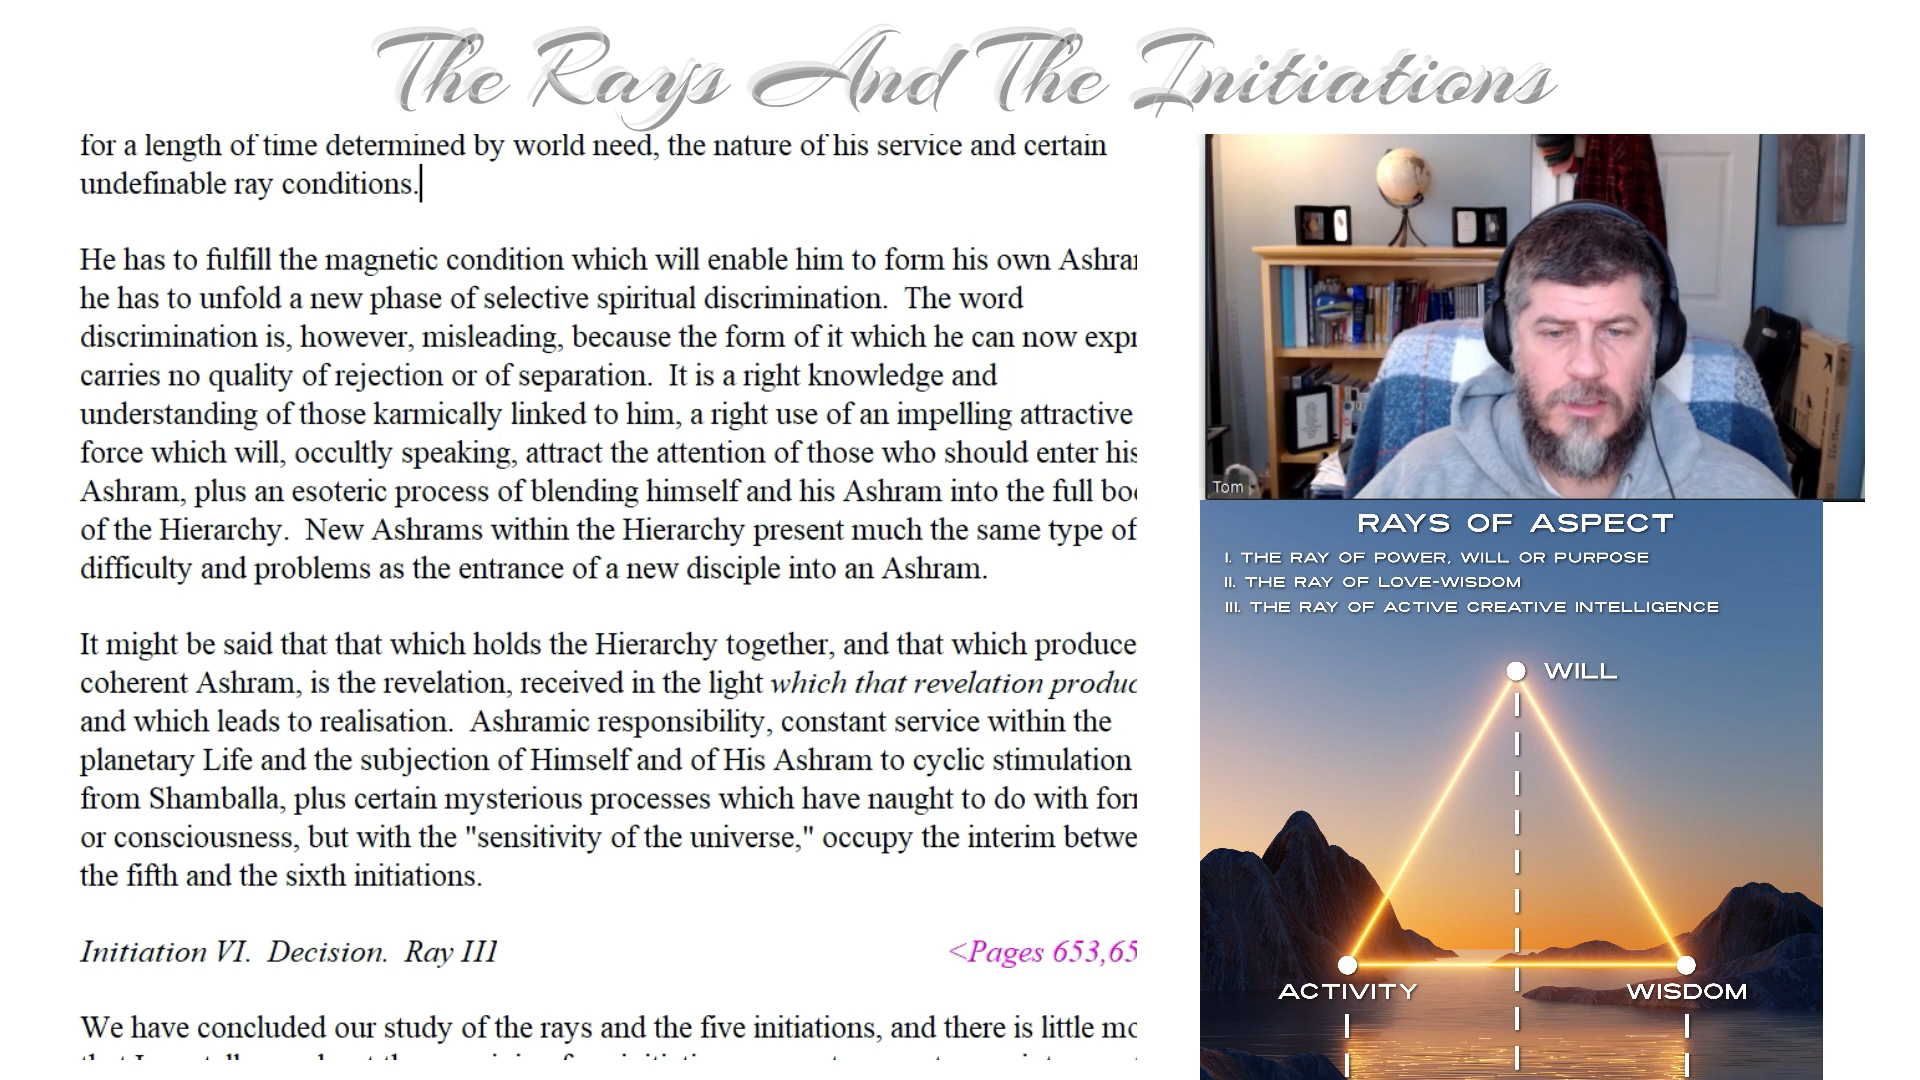 The Rays And The Initiations
for a length of time determined by world need, the nature of his service and certain
undefinable ray conditions.
He has to fulfill the magnetic condition which will enable him to form his own
he has to unfold a new phase of selective spiritual discrimination. The word
discrimination is, however, misleading, because the form of it which he can now
carries no quality of rejection or of separation. It is a right knowledge and
understanding of those karmically linked to him, a right use of an impelling attractive
force which will, occultly speaking, attract the attention of those who should enter his
Ashram, plus an esoteric process of blending himself and his Ashram into the full
of the Hierarchy. New Ashrams within the Hierarchy present much the same type of
difficulty and problems as the entrance of a new disciple into an Ashram.
It might be said that that which holds the Hierarchy together, and that which produce
coherent Ashram, is the revelation, received in the light which that revelation
and which leads to realisation. Ashramic responsibility, constant service within the
planetary Life and the subjection of Himself and of His Ashram to cyclic stimulation
from Shamballa, plus certain mysterious processes which have naught to do with
or consciousness, but with the "sensitivity of the universe," occupy the interim
the fifth and the sixth initiations.
Initiation VI. Decision. Ray III <Pages 653,65
We have concluded our study of the rays and the five initiations, and there is little
Tom
RAYS OF ASPECT
I. THE RAY OF POWER, WILL OR PURPOSE
II. THE RAY OF LOVE-WISDOM
III. THE RAY OF ACTIVE CREATIVE INTELLIGENCE
WILL
ACTIVITY
WISDOM